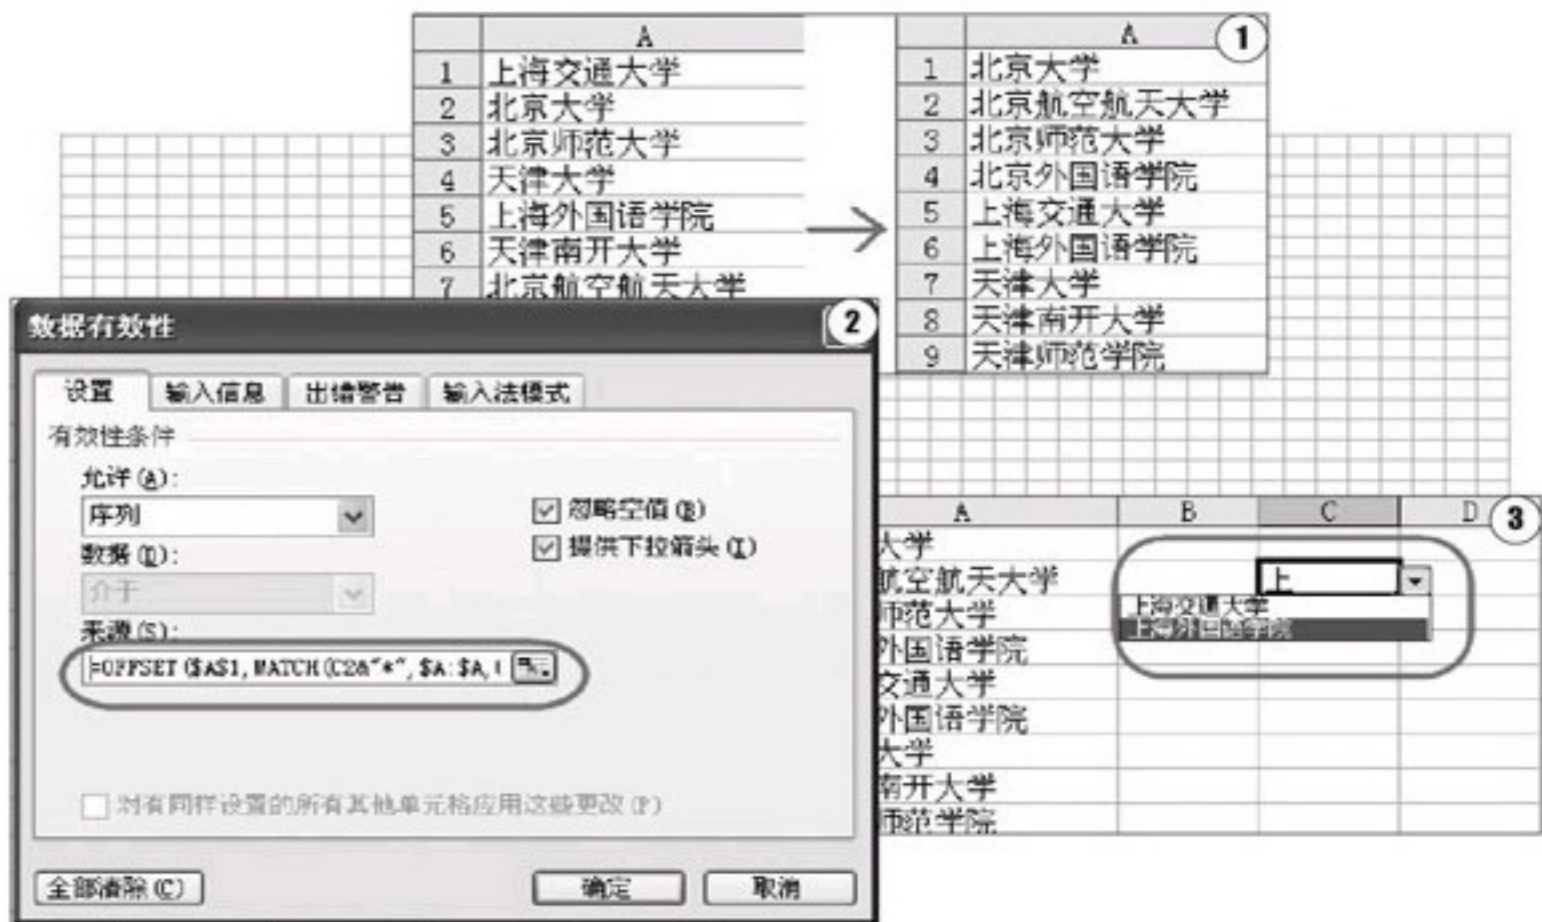 A
1 上海交通大学
2 北京大学
3 北京师范大学
4 天津大学
5 上海外国语学院
6 天津南开大学
7 北京航空航天大学
A 1
1 北京大学
2 北京航空航天大学
3 北京师范大学
4 北京外国语学院
5 上海交通大学
6 上海外国语学院
7 天津大学
8 天津南开大学
9 天津师范学院
数据有效性 2
设置 输入信息 出错警告 输入法模式
有效性条件
允许(A):
序列
忽略空值(B)
数据(D):
提供下拉箭头(I)
介于
来源(S):
=OFFSET($A$1,MATCH(C2&"*",$A:$A,(
对有同样设置的所有其他单元格应用这些更改(P)
全部清除(C) 确定 取消
A B C D 3
大学
航空航天大学 上
师范大学 上海交通大学
上海外国语学院
外国语学院
交通大学
外国语学院
大学
南开大学
师范学院